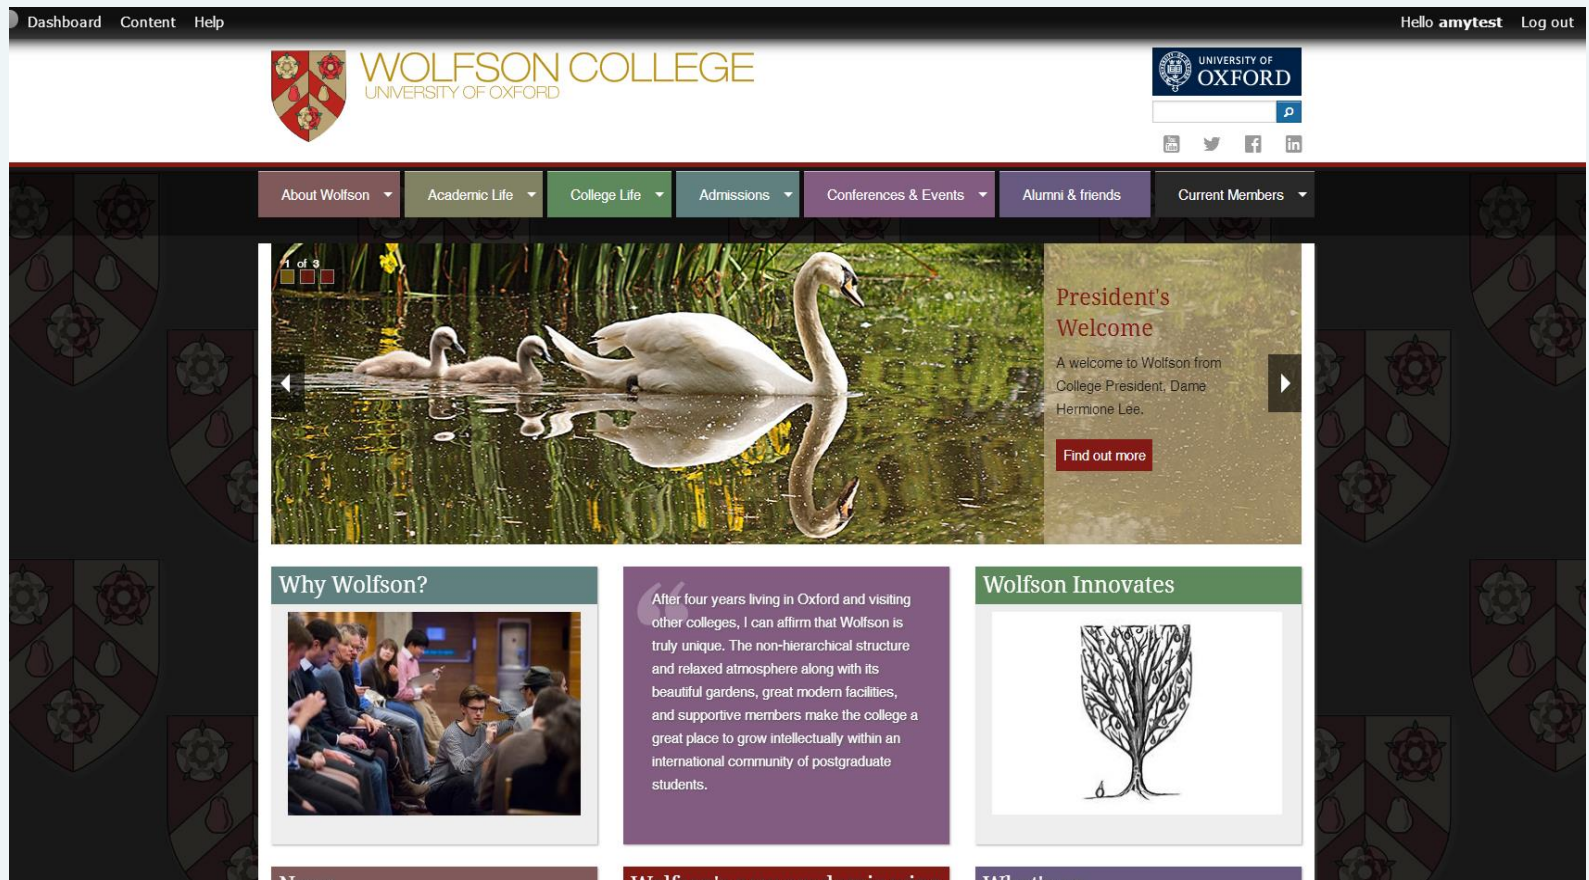 Dashboard Content Help
Hello amytest Log out
WOLFSON COLLEGE
UNIVERSITY OF OXFORD
UNIVERSITY OF
OXFORD
You
Tube
f
in
About Wolfson Academic Life College Life Admissions Conferences & Events Alumni & friends Current Members
1 of 3
President's
Welcome
A welcome to Wolfson from
College President, Dame
Hermione Lee.
Find out more
Why Wolfson?
“
After four years living in Oxford and visiting
other colleges, I can affirm that Wolfson is
truly unique. The non-hierarchical structure
and relaxed atmosphere along with its
beautiful gardens, great modern facilities,
and supportive members make the college a
great place to grow intellectually within an
international community of postgraduate
students.
Wolfson Innovates